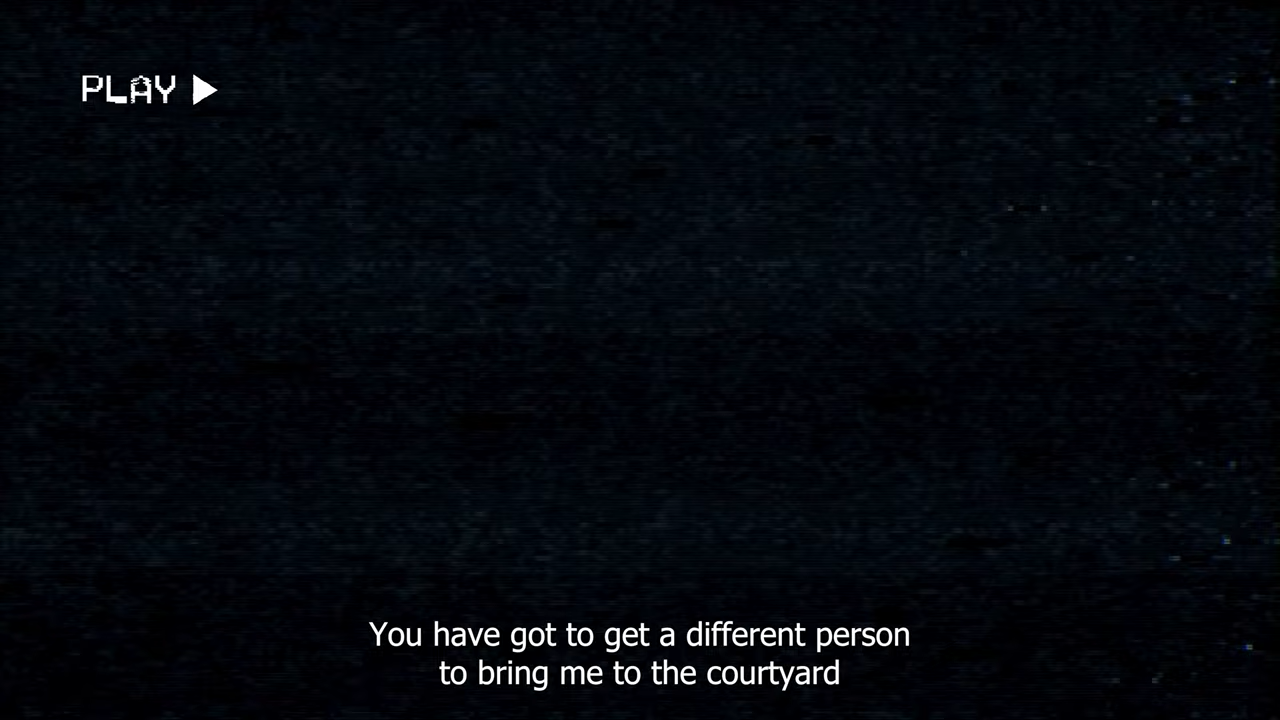 PLAY
You have got to get a different person
to bring me to the courtyard